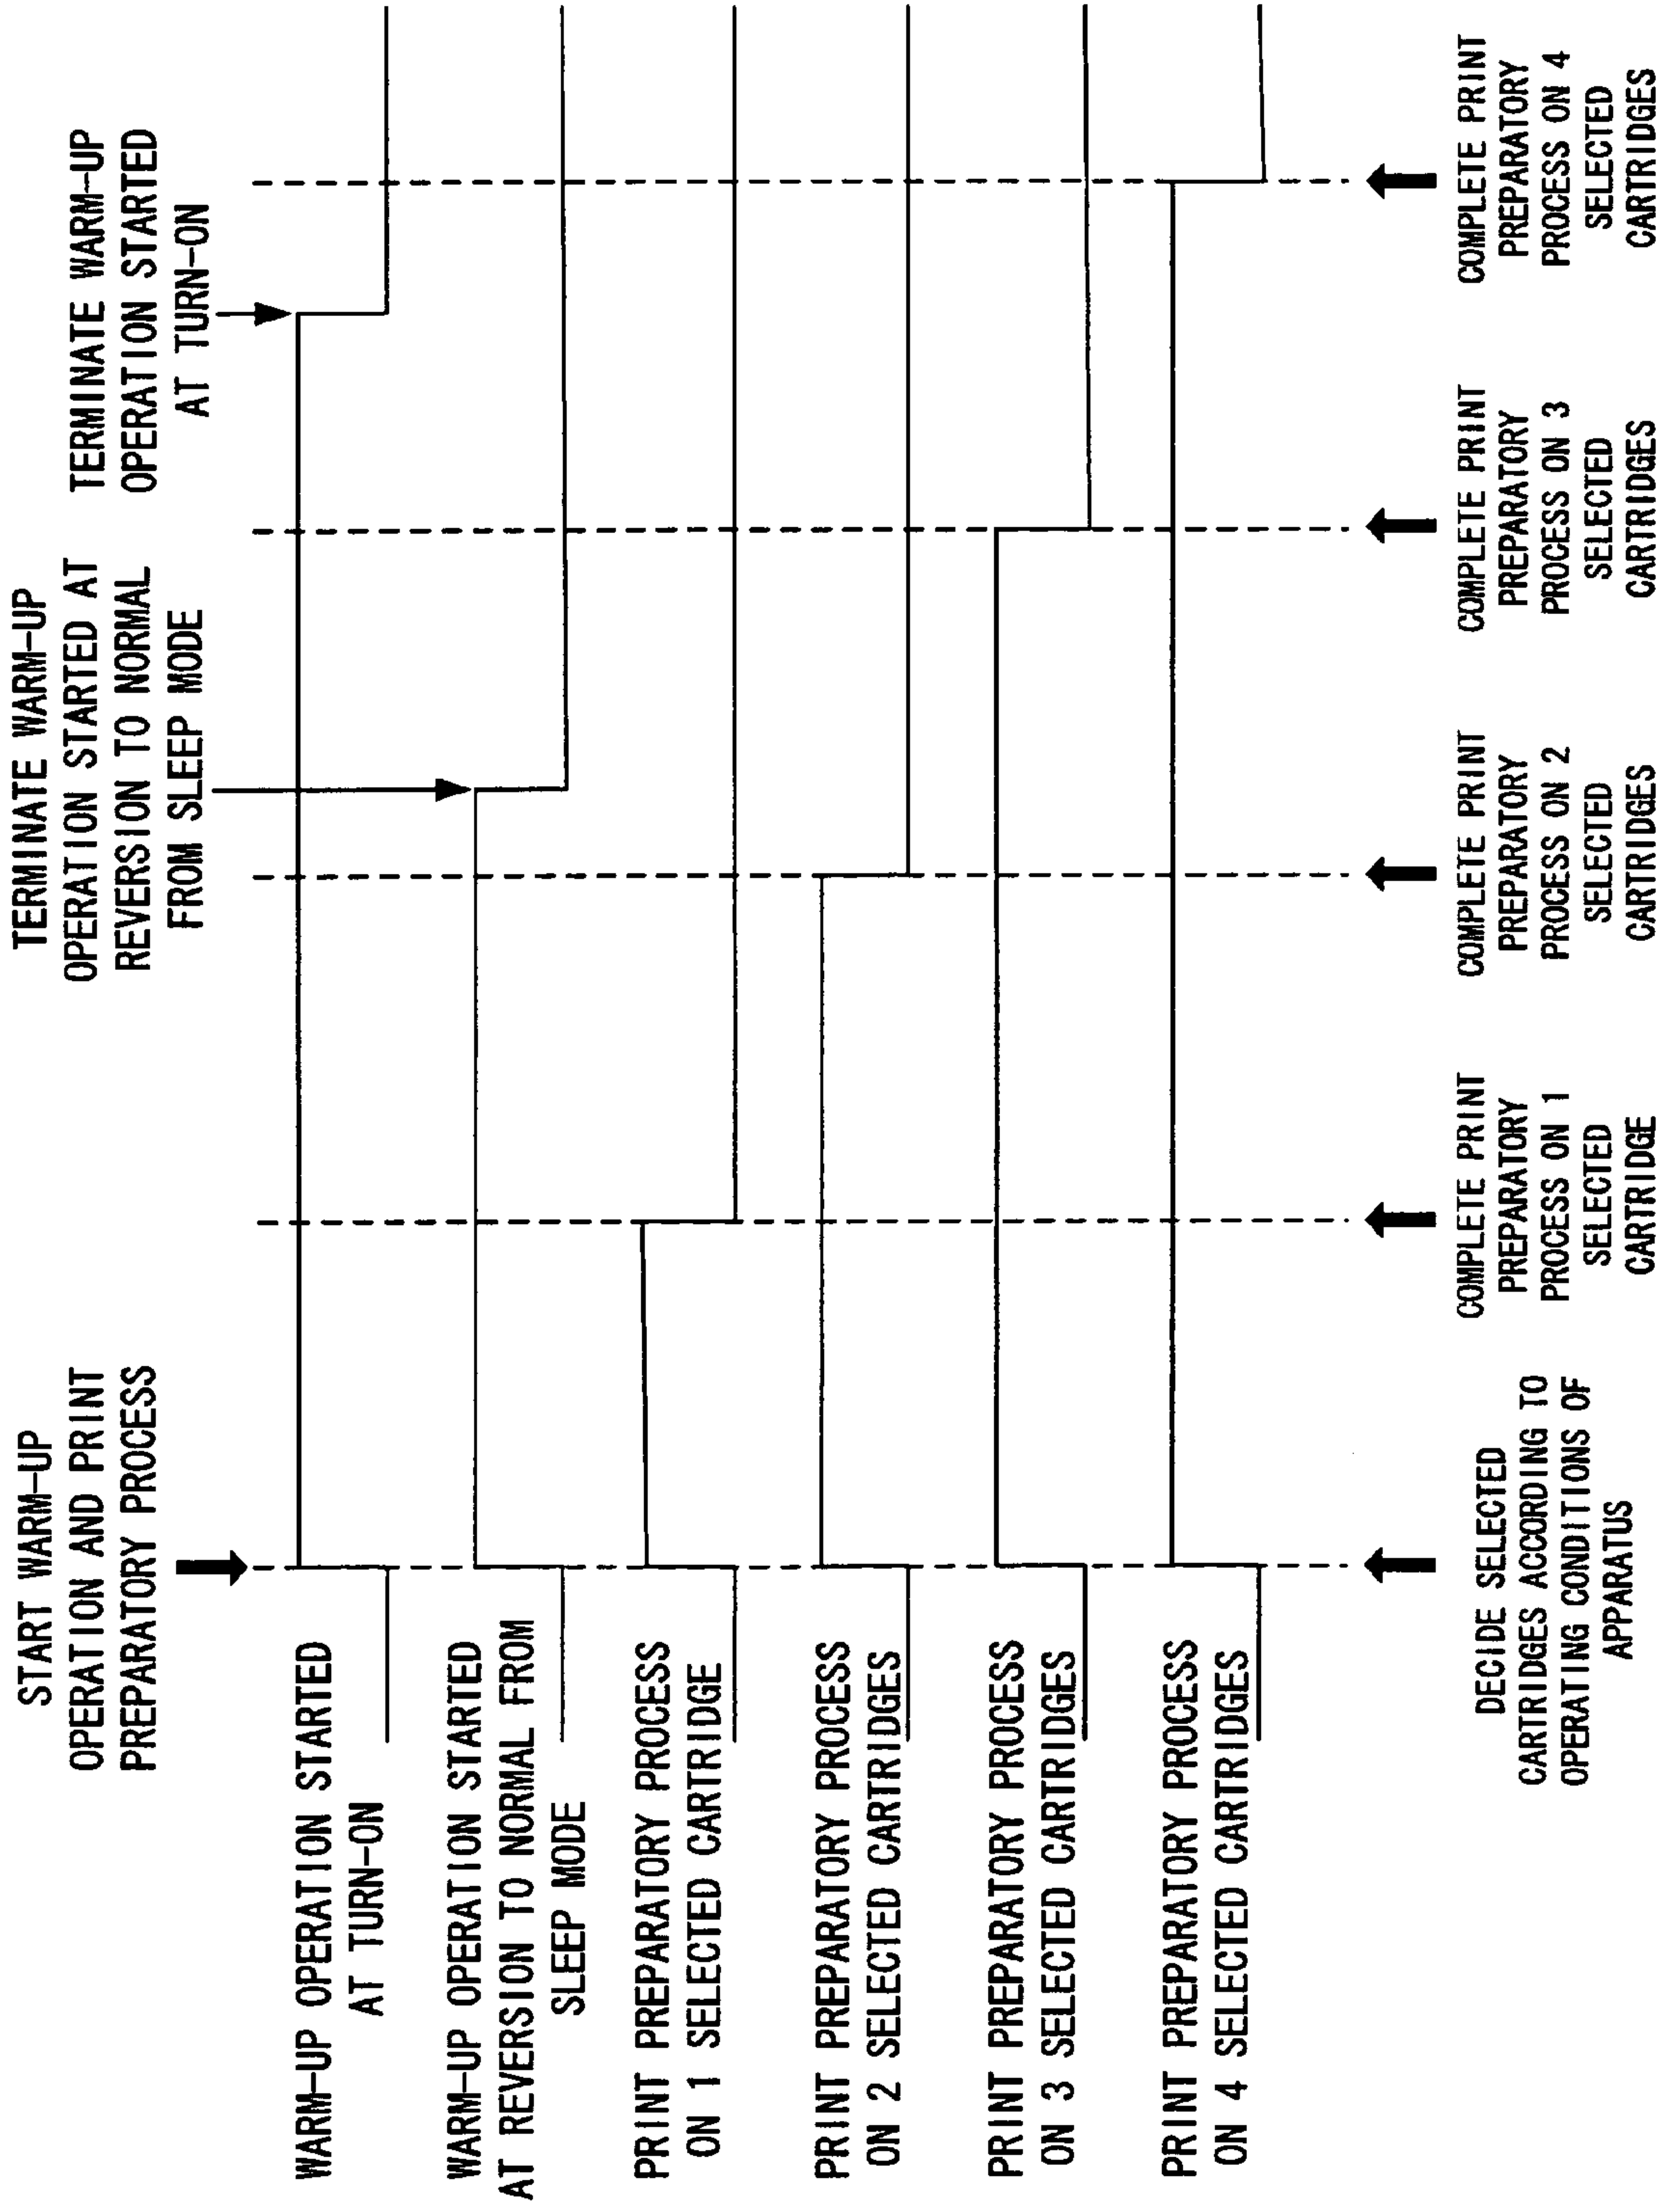 START WARM-UP
OPERATION AND PRINT
PREPARATORY PROCESS
TERMINATE WARM-UP
OPERATION STARTED AT
REVERSION TO NORMAL
FROM SLEEP MODE
TERMINATE WARM-UP
OPERATION STARTED
AT TURN-ON
WARM-UP OPERATION STARTED
AT TURN-ON
WARM-UP OPERATION STARTED
AT REVERSION TO NORMAL FROM
SLEEP MODE
PRINT PREPARATORY PROCESS
ON 1 SELECTED CARTRIDGE
PRINT PREPARATORY PROCESS
ON 2 SELECTED CARTRIDGES
PRINT PREPARATORY PROCESS
ON 3 SELECTED CARTRIDGES
PRINT PREPARATORY PROCESS
ON 4 SELECTED CARTRIDGES
DECIDE SELECTED
CARTRIDGES ACCORDING TO
OPERATING CONDITIONS OF
APPARATUS
COMPLETE PRINT
PREPARATORY
PROCESS ON 1
SELECTED
CARTRIDGE
COMPLETE PRINT
PREPARATORY
PROCESS ON 2
SELECTED
CARTRIDGES
COMPLETE PRINT
PREPARATORY
PROCESS ON 3
SELECTED
CARTRIDGES
COMPLETE PRINT
PREPARATORY
PROCESS ON 4
SELECTED
CARTRIDGES